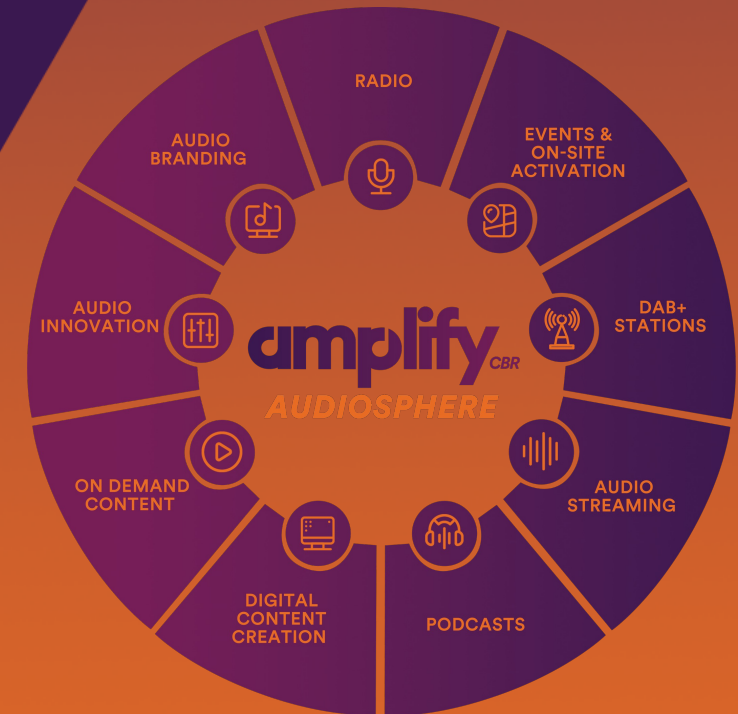 RADIO
EVENTS &
ON-SITE
ACTIVATION
DAB+
STATIONS
AUDIO
STREAMING
PODCASTS
DIGITAL
CONTENT
CREATION
ON DEMAND
CONTENT
AUDIO
INNOVATION
AUDIO
BRANDING
amplify CBR
AUDIOSPHERE